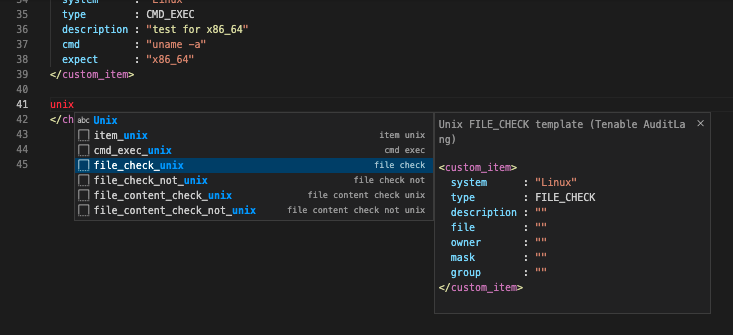 34 system : "Linux"
35 type : CMD_EXEC
36 description : "test for x86_64"
37 cmd : "uname -a"
38 expect : "x86_64"
39 </custom_item>
40
41 unix
42 </ch
43
44
45
abc Unix
item_unix item unix
cmd_exec_unix cmd exec
file_check_unix file check
file_check_not_unix file check not
file_content_check_unix file content check unix
file_content_check_not_unix file content check not unix
Unix FILE_CHECK template (Tenable AuditLa
ng)
<custom_item>
system : "Linux"
type : FILE_CHECK
description : ""
file : ""
owner : ""
mask : ""
group : ""
</custom_item>